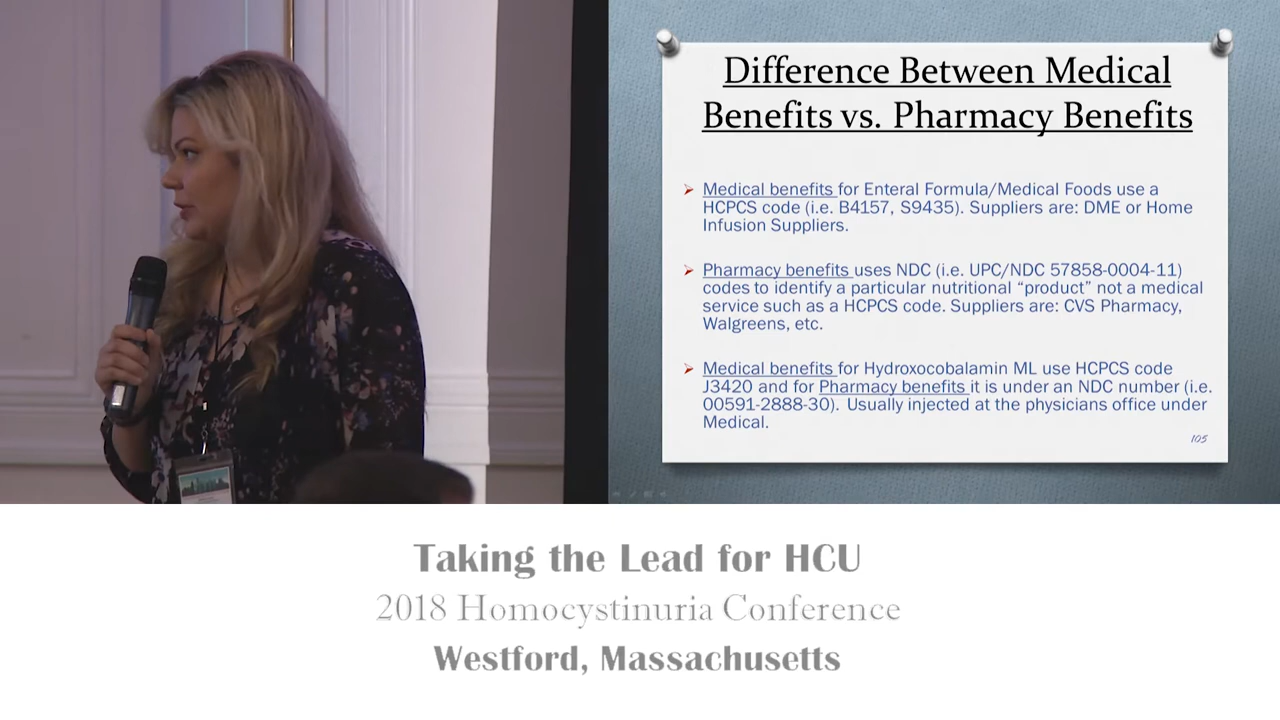 Difference Between Medical
Benefits vs. Pharmacy Benefits
➢ Medical benefits for Enteral Formula/Medical Foods use a
HCPCS code (i.e. B4157, S9435). Suppliers are: DME or Home
Infusion Suppliers.
➢ Pharmacy benefits uses NDC (i.e. UPC/NDC 57858-0004-11)
codes to identify a particular nutritional “product” not a medical
service such as a HCPCS code. Suppliers are: CVS Pharmacy,
Walgreens, etc.
➢ Medical benefits for Hydroxocobalamin ML use HCPCS code
J3420 and for Pharmacy benefits it is under an NDC number (i.e.
00591-2888-30). Usually injected at the physicians office under
Medical.
105
Taking the Lead for HCU
2018 Homocystinuria Conference
Westford, Massachusetts